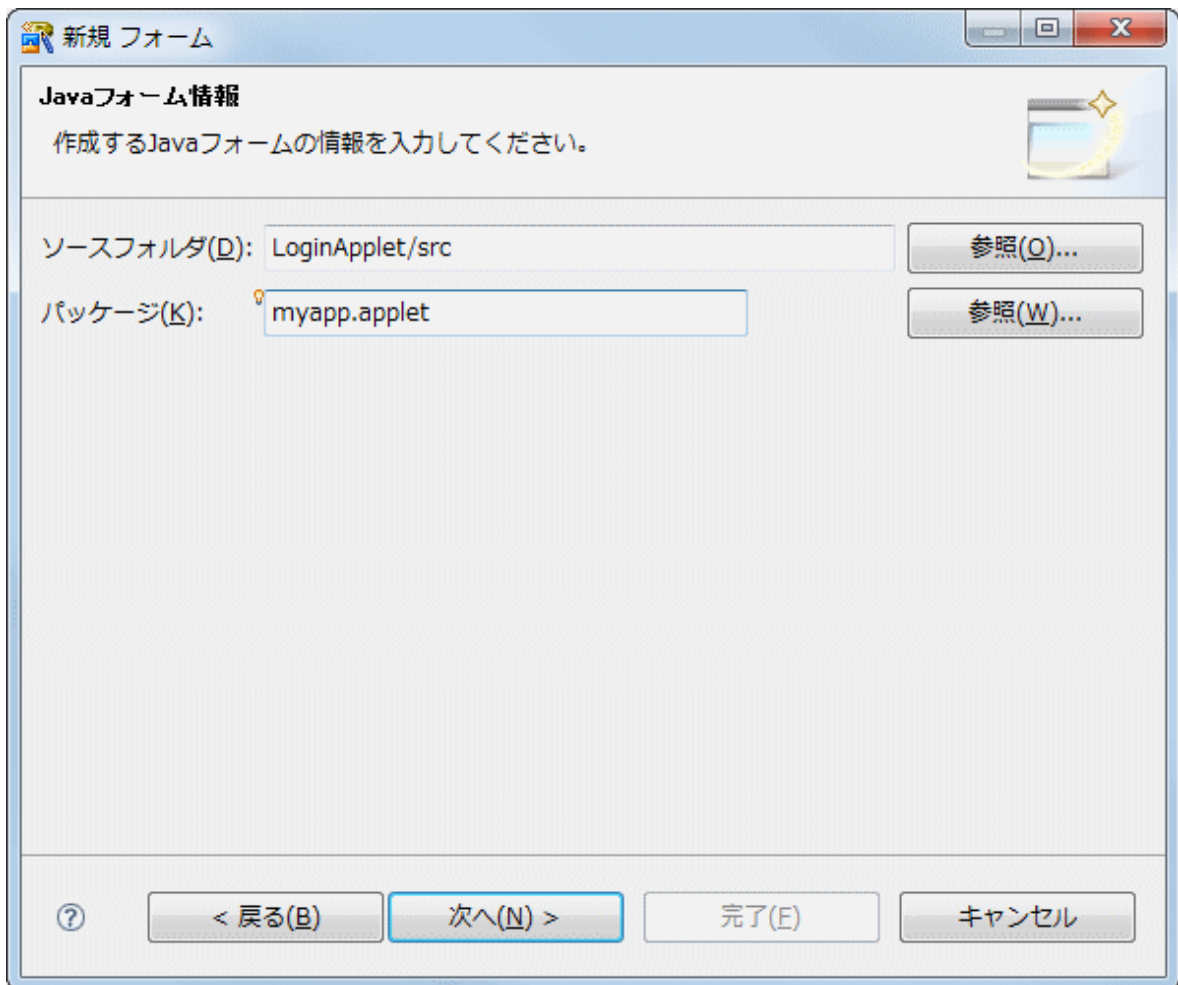 新規 フォーム
Javaフォーム情報
作成するJavaフォームの情報を入力してください。
ソースフォルダ(D): LoginApplet/src 参照(O)...
パッケージ(K): myapp.applet 参照(W)...
< 戻る(B) 次へ(N) > 完了(F) キャンセル